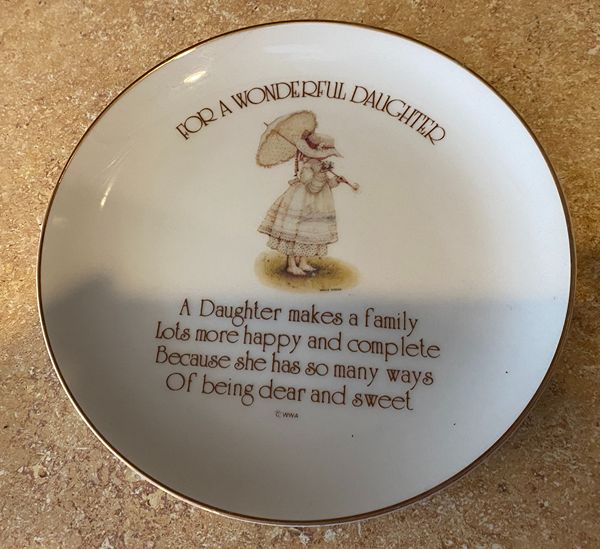 FOR A WONDERFUL DAUGHTER
A Daughter makes a family
Lots more happy and complete
Because she has so many ways
Of being dear and sweet
© WWA